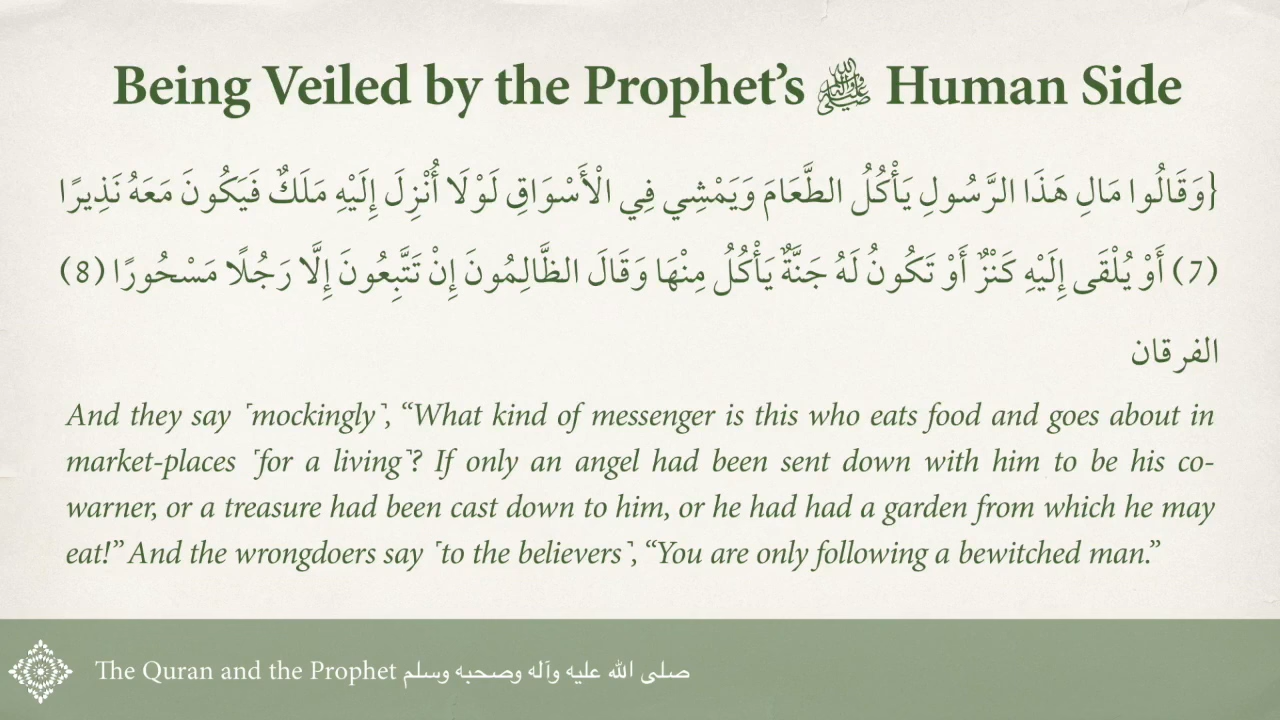 Being Veiled by the Prophet’s ﷺ Human Side
{وَقَالُوا مَالِ هَذَا الرَّسُولِ يَأْكُلُ الطَّعَامَ وَيَمْشِي فِي الْأَسْوَاقِ لَوْلَا أُنْزِلَ إِلَيْهِ مَلَكٌ فَيَكُونَ مَعَهُ نَذِيرًا
(7) أَوْ يُلْقَى إِلَيْهِ كَنْزٌ أَوْ تَكُونُ لَهُ جَنَّةٌ يَأْكُلُ مِنْهَا وَقَالَ الظَّالِمُونَ إِنْ تَتَّبِعُونَ إِلَّا رَجُلًا مَسْحُورًا (8)
الفرقان
And they say ˹mockingly˺, “What kind of messenger is this who eats food and goes about in
market-places ˹for a living˺? If only an angel had been sent down with him to be his co-
warner, or a treasure had been cast down to him, or he had had a garden from which he may
eat!” And the wrongdoers say ˹to the believers˺, “You are only following a bewitched man.”
The Quran and the Prophet صلى الله عليه وآله وصحبه وسلم